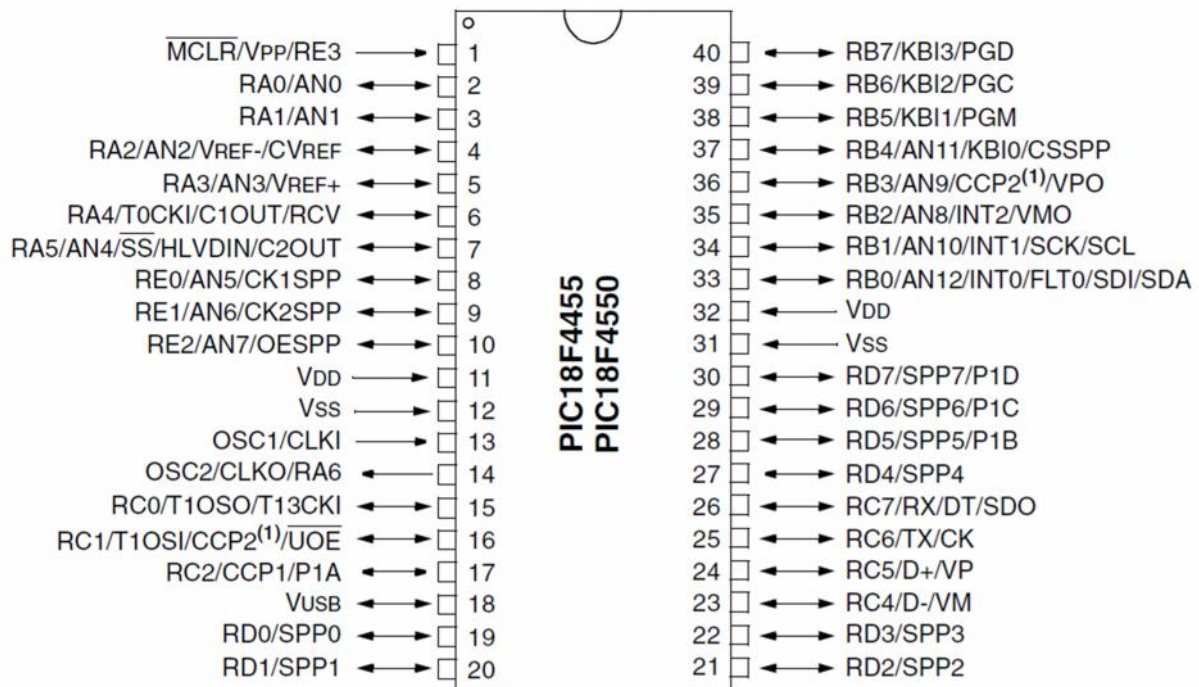 MCLR/VPP/RE3 1
RA0/AN0 2
RA1/AN1 3
RA2/AN2/VREF-/CVREF 4
RA3/AN3/VREF+ 5
RA4/T0CKI/C1OUT/RCV 6
RA5/AN4/SS/HLVDIN/C2OUT 7
RE0/AN5/CK1SPP 8
RE1/AN6/CK2SPP 9
RE2/AN7/OESPP 10
VDD 11
VSS 12
OSC1/CLKI 13
OSC2/CLKO/RA6 14
RC0/T1OSO/T13CKI 15
RC1/T1OSI/CCP2(1)/UOE 16
RC2/CCP1/P1A 17
VUSB 18
RD0/SPP0 19
RD1/SPP1 20
PIC18F4455
PIC18F4550
40 RB7/KBI3/PGD
39 RB6/KBI2/PGC
38 RB5/KBI1/PGM
37 RB4/AN11/KBI0/CSSPP
36 RB3/AN9/CCP2(1)/VPO
35 RB2/AN8/INT2/VMO
34 RB1/AN10/INT1/SCK/SCL
33 RB0/AN12/INT0/FLT0/SDI/SDA
32 VDD
31 VSS
30 RD7/SPP7/P1D
29 RD6/SPP6/P1C
28 RD5/SPP5/P1B
27 RD4/SPP4
26 RC7/RX/DT/SDO
25 RC6/TX/CK
24 RC5/D+/VP
23 RC4/D-/VM
22 RD3/SPP3
21 RD2/SPP2